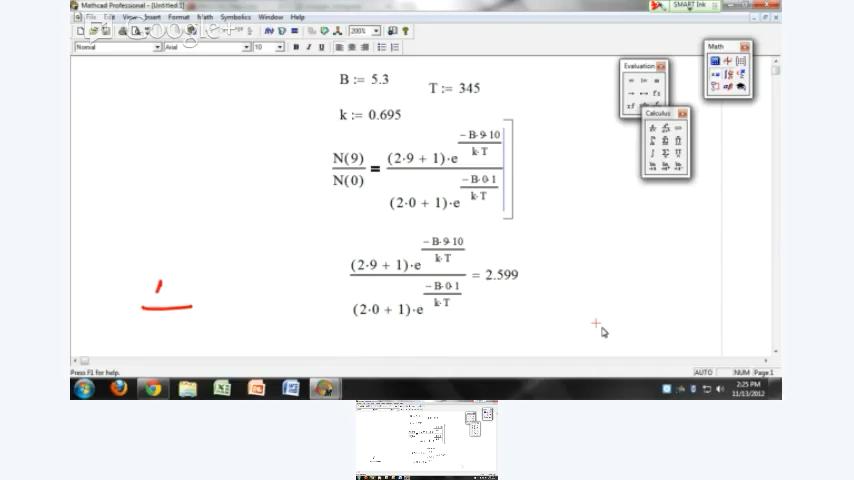 Mathcad Professional - [Untitled:1]
SMART Ink
File Edit View Insert Format Math Symbolics Window Help
Google+
200%
Normal Arial 10 B I U
Math
Evaluation
Calculus
B := 5.3
T := 345
k := 0.695
N(9)/N(0) = ((2·9 + 1)·e^(−B·9·10/k·T))/((2·0 + 1)·e^(−B·0·1/k·T))
((2·9 + 1)·e^(−B·9·10/k·T))/((2·0 + 1)·e^(−B·0·1/k·T)) = 2.599
Press F1 for help.
AUTO NUM Page 1
2:25 PM
11/13/2012